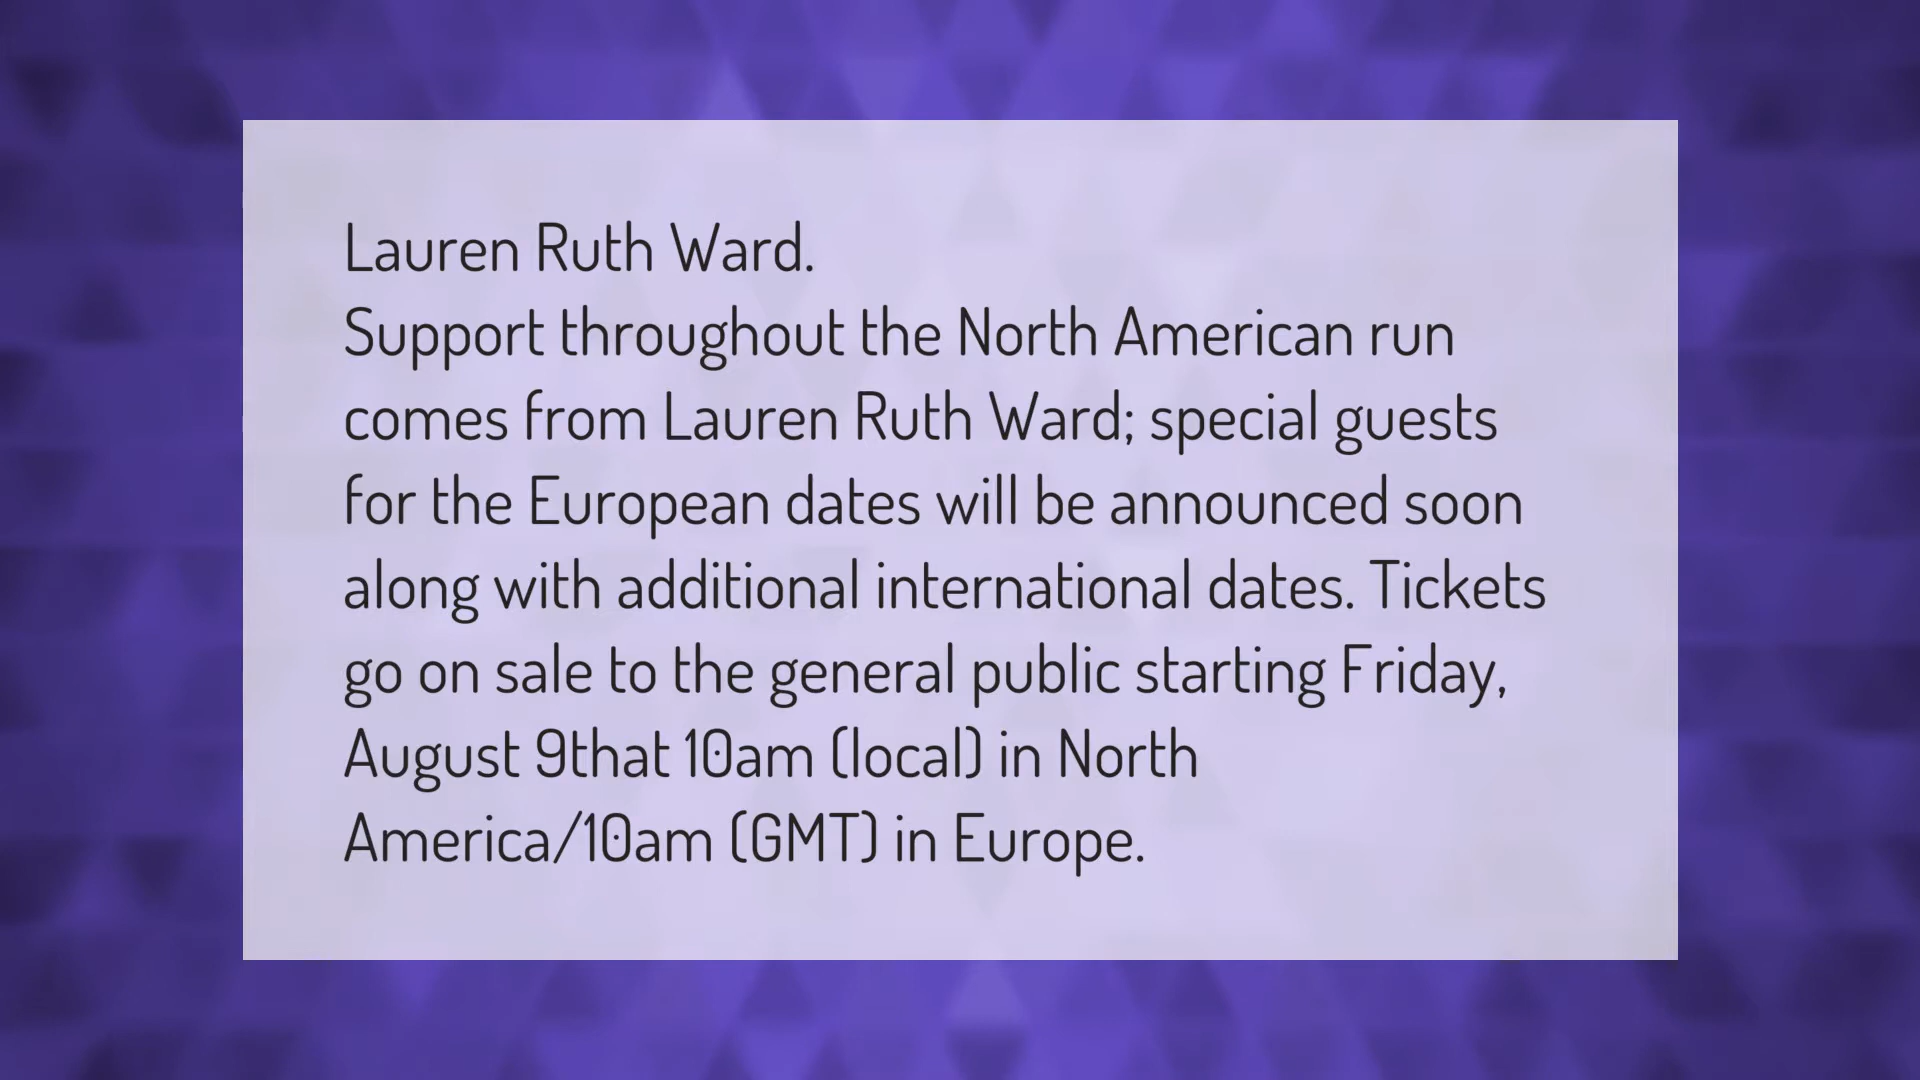 Lauren Ruth Ward.
Support throughout the North American run
comes from Lauren Ruth Ward; special guests
for the European dates will be announced soon
along with additional international dates. Tickets
go on sale to the general public starting Friday,
August 9that 10am (local) in North
America/10am (GMT) in Europe.